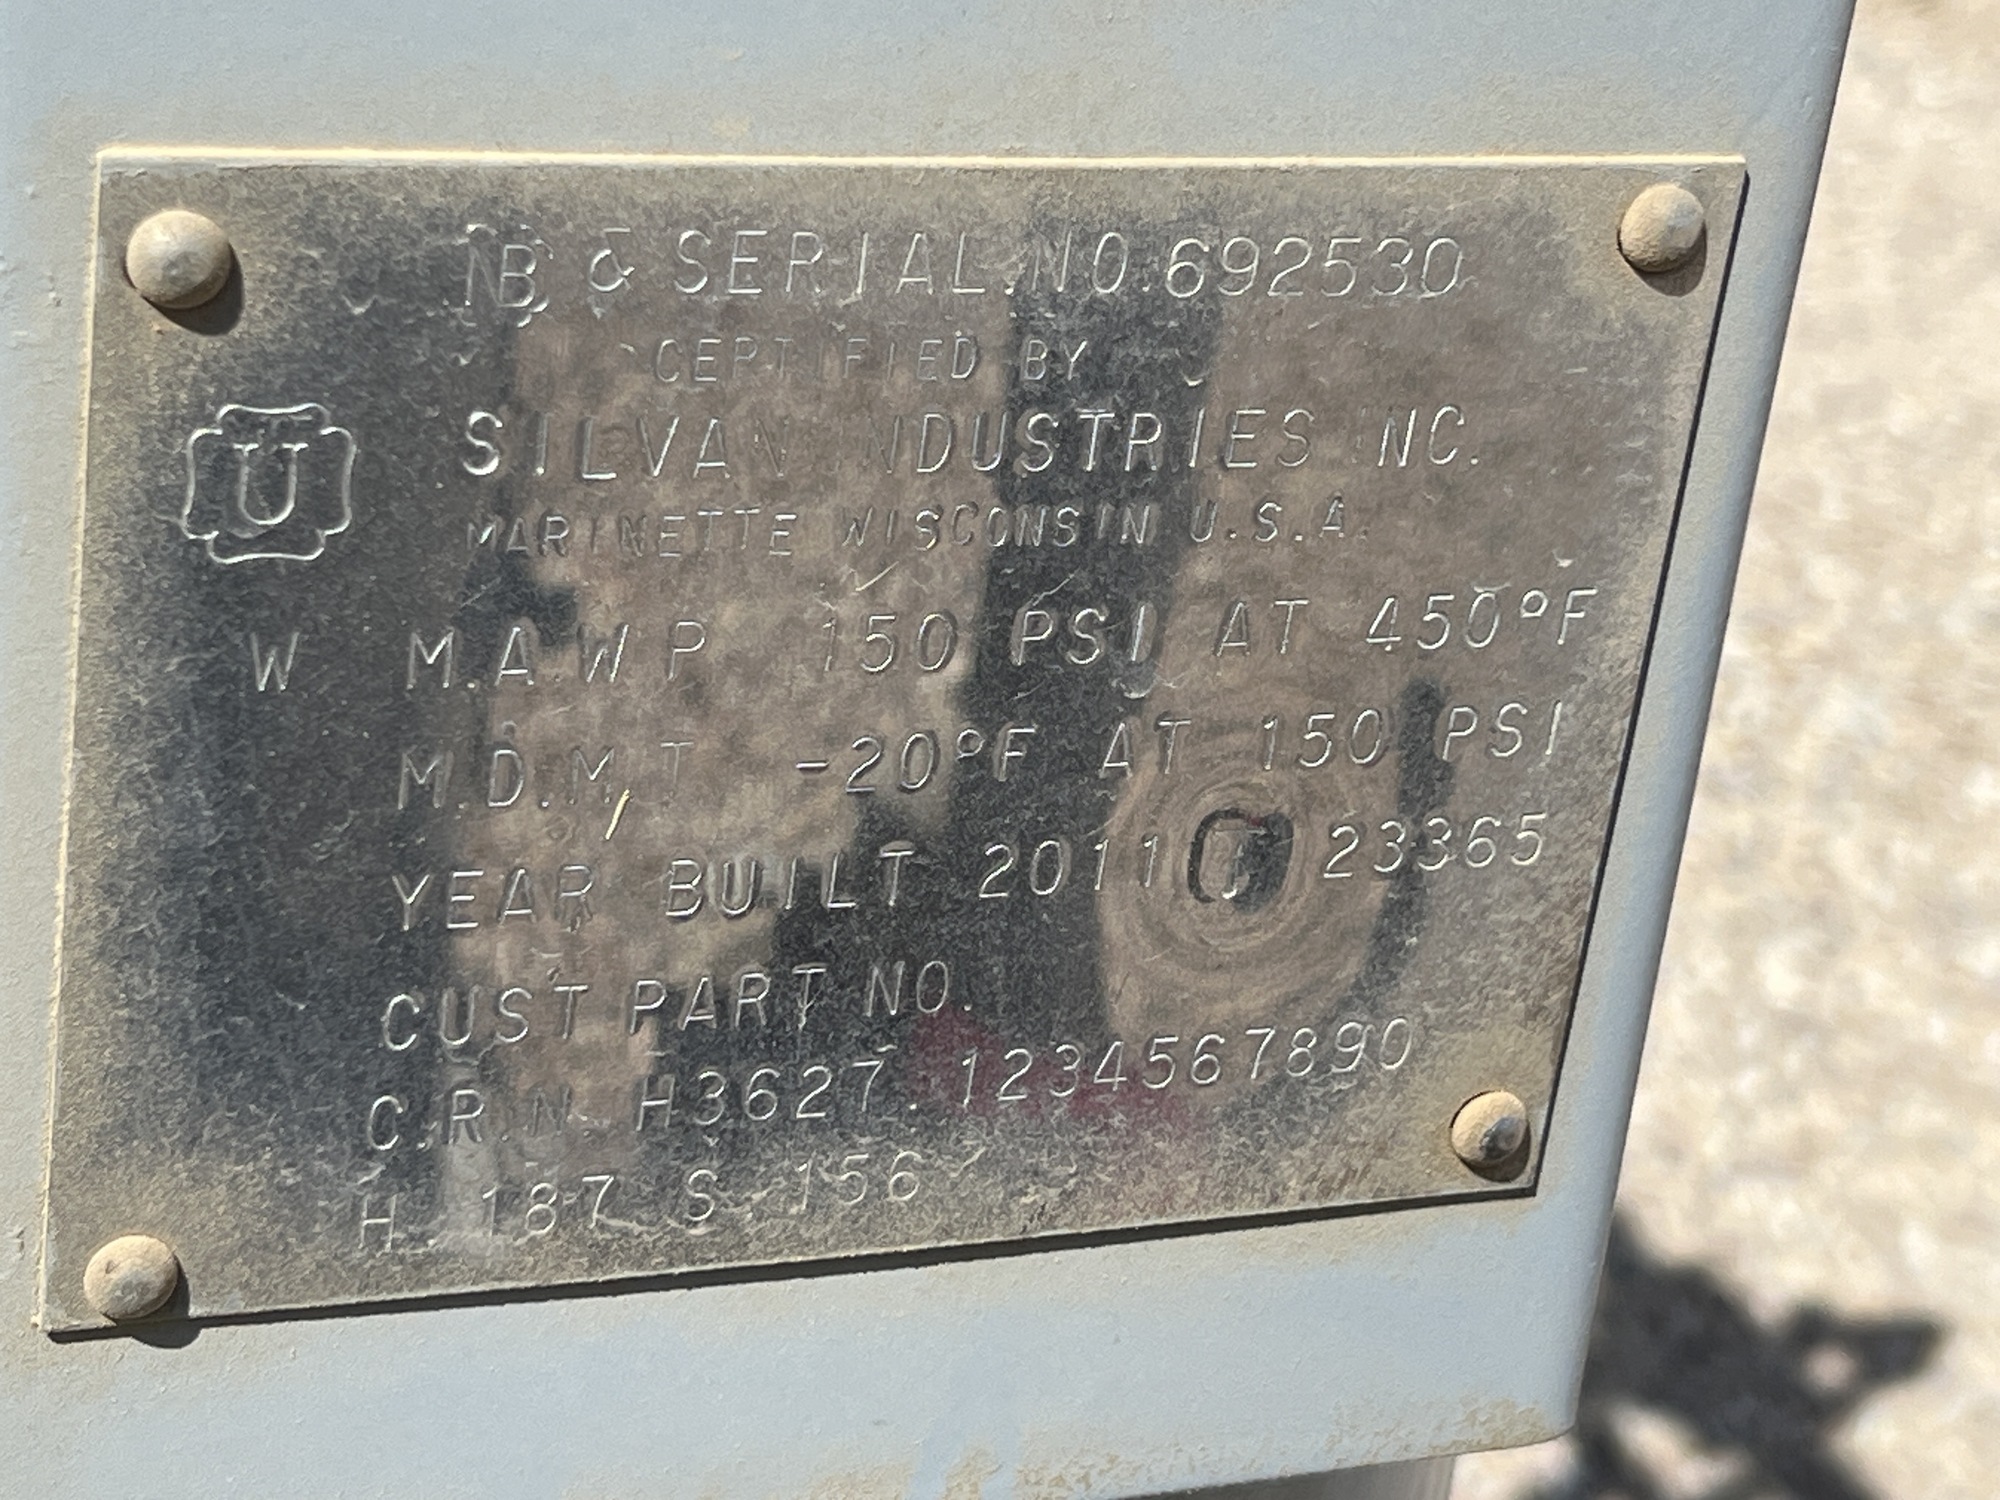 NB & SERIAL NO. 692530
CERTIFIED BY
U
SILVAN INDUSTRIES INC.
MARINETTE WISCONSIN U.S.A.
W M.A.W.P. 150 PSI AT 450°F
M.D.M.T. -20°F AT 150 PSI
YEAR BUILT 2011 23365
CUST PART NO.
C.R.N. H3627.1234567890
H .187 S .156